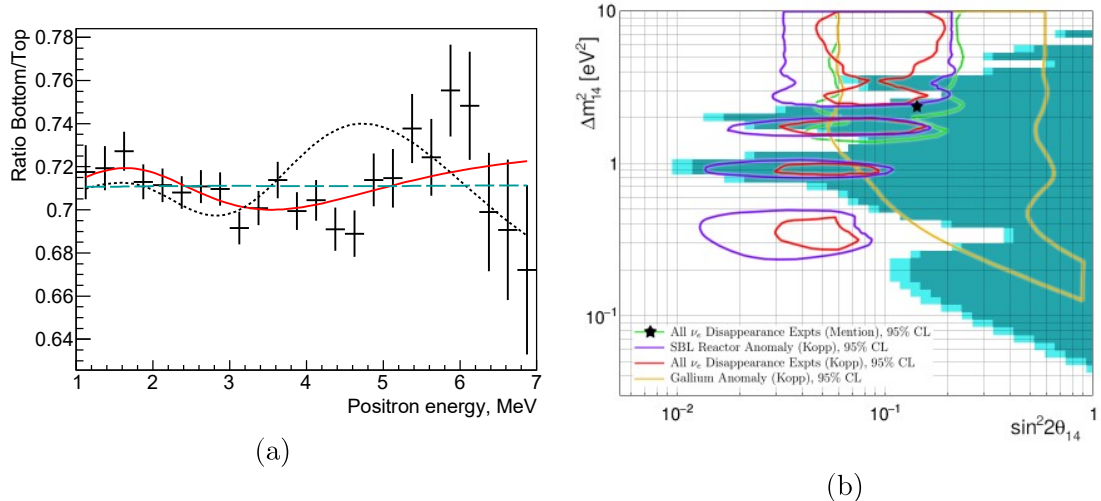 Ratio Bottom/Top
0.78
0.76
0.74
0.72
0.7
0.68
0.66
0.64
1 2 3 4 5 6 7
Positron energy, MeV
(a)
Δm²₁₄ [eV²]
10
1
10⁻¹
All νₑ Disappearance Expts (Mention), 95% CL
SBL Reactor Anomaly (Kopp), 95% CL
All νₑ Disappearance Expts (Kopp), 95% CL
Gallium Anomaly (Kopp), 95% CL
10⁻² 10⁻¹ 1
sin²2θ₁₄
(b)